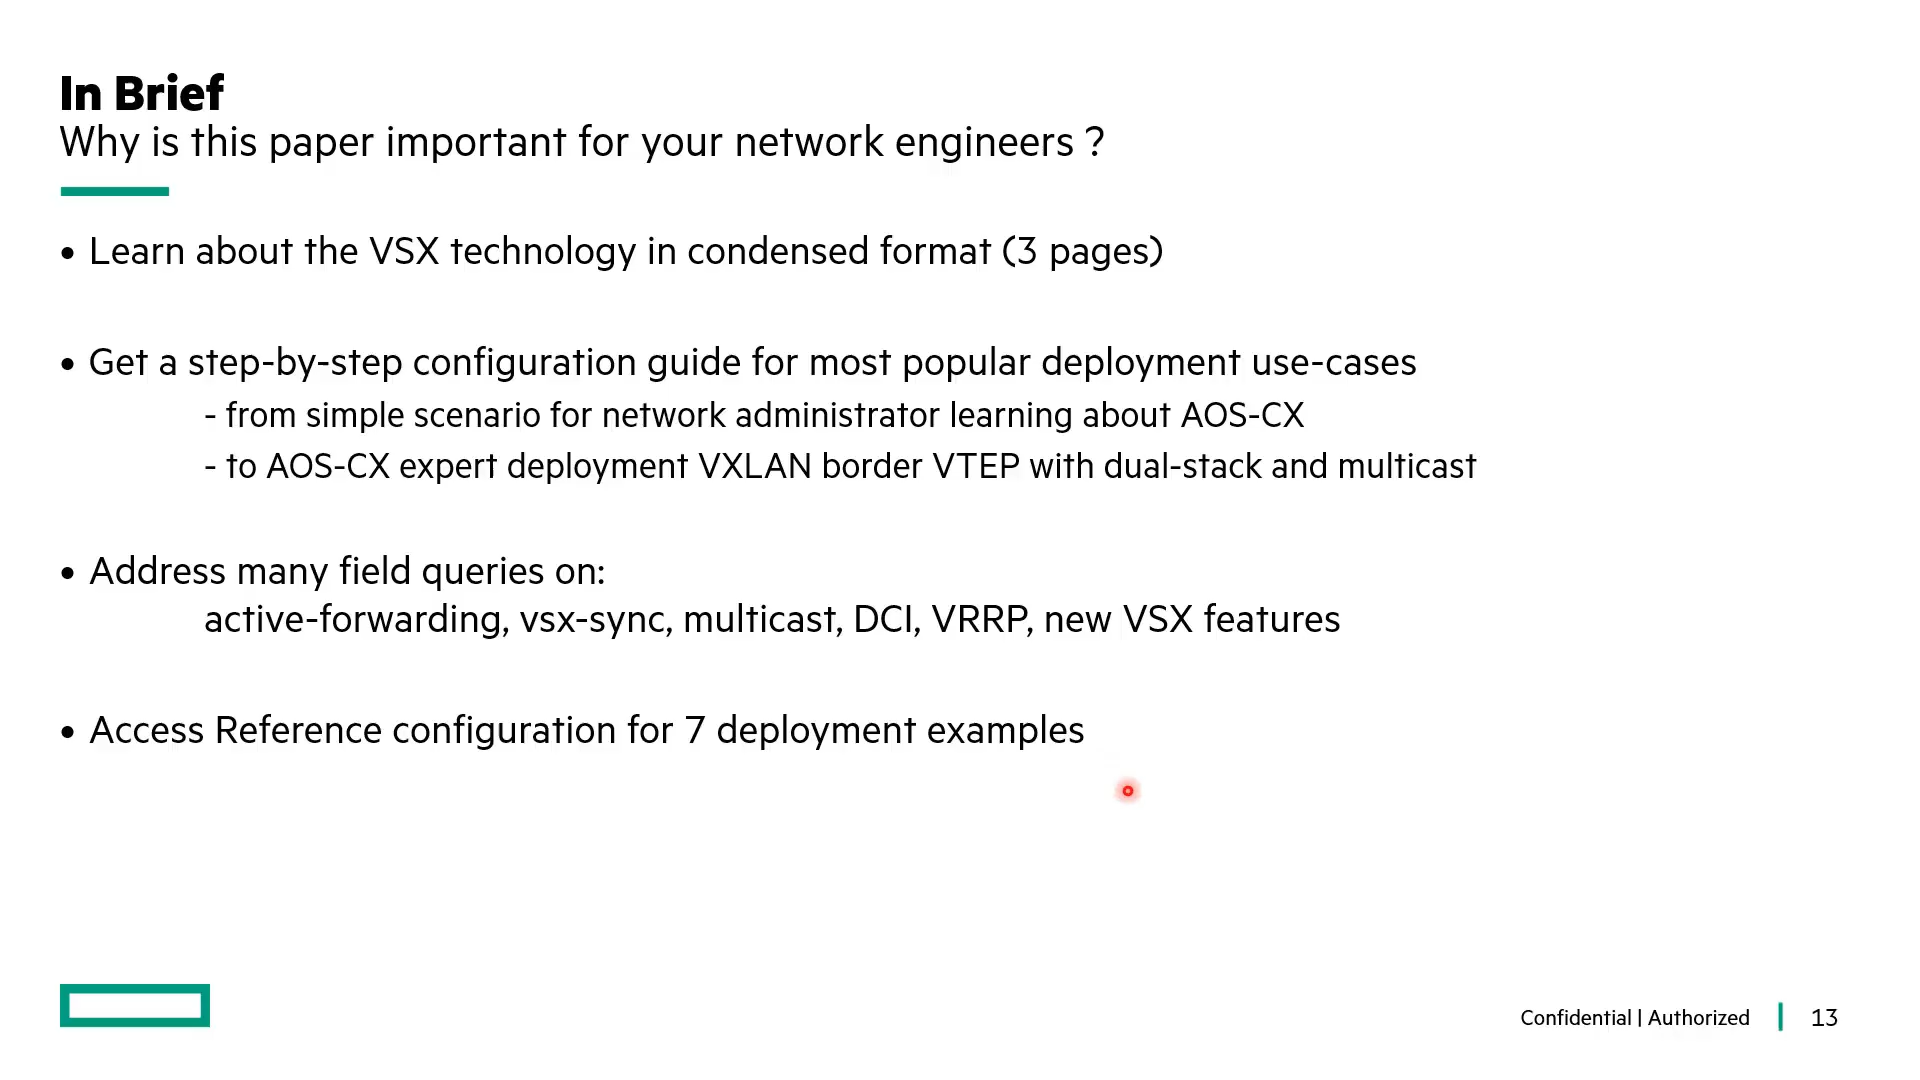 In Brief
Why is this paper important for your network engineers ?
• Learn about the VSX technology in condensed format (3 pages)
• Get a step-by-step configuration guide for most popular deployment use-cases
- from simple scenario for network administrator learning about AOS-CX
- to AOS-CX expert deployment VXLAN border VTEP with dual-stack and multicast
• Address many field queries on:
active-forwarding, vsx-sync, multicast, DCI, VRRP, new VSX features
• Access Reference configuration for 7 deployment examples
Confidential | Authorized | 13